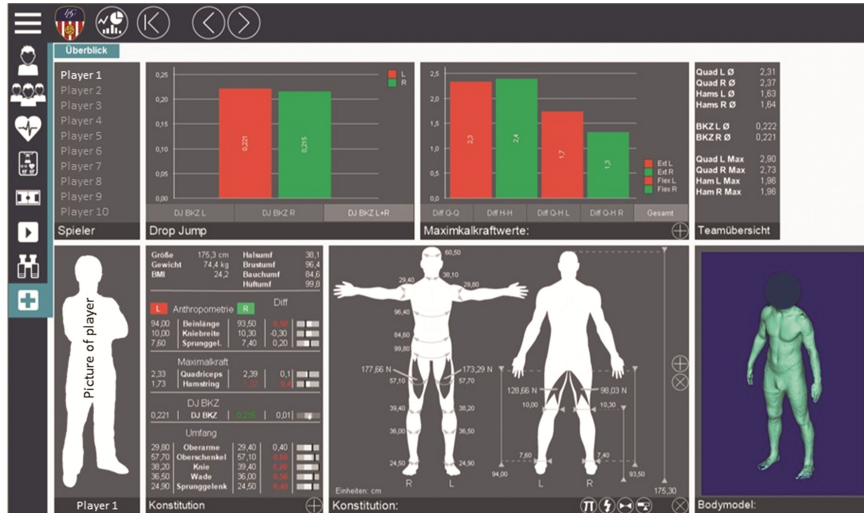 Überblick
Player 1
Player 2
Player 3
Player 4
Player 5
Player 6
Player 7
Player 8
Player 9
Player 10
Spieler
0,25
0,20
0,15
0,10
0,05
0,00
0,221
0,215
L
R
DJ BKZ L DJ BKZ R DJ BKZ L+R
Drop Jump
2,5
2,0
1,5
1,0
0,5
0,0
2,3
2,4
1,7
1,3
Ext L
Ext R
Flex L
Flex R
Diff Q-Q Diff H-H Diff Q-H L Diff Q-H R Gesamt
Maximkalkraftwerte:
Quad L Ø 2,31
Quad R Ø 2,37
Hams L Ø 1,63
Hams R Ø 1,64
BKZ L Ø 0,222
BKZ R Ø 0,221
Quad L Max 2,90
Quad R Max 2,73
Ham L Max 1,96
Ham R Max 1,96
Teamübersicht
Picture of player
Player 1
Größe 175,3 cm Halsumf 38,1
Gewicht 74,4 kg Brustumf 96,4
BMI 24,2 Bauchumf 84,6
Hüftumf 99,8
L Anthropometrie R Diff
94,00 Beinlänge 93,50
10,00 Kniebreite 10,30 -0,30
7,60 Sprunggel. 7,40 0,20
Maximalkraft
2,33 Quadriceps 2,39 0,1
1,73 Hamstring
DJ BKZ
0,221 DJ BKZ 0,215 0,01
Umfang
29,80 Oberarme 29,40 0,40
57,70 Oberschenkel 57,10
38,20 Knie 39,40
36,50 Wade 36,00
24,90 Sprunggelenk 24,50
Konstitution
60,50
29,40 30,10 29,80
96,40
84,60
99,80
177,66 N 173,29 N
57,10 57,70
39,40 38,20
36,00 36,50
24,50 24,90
R L
Einheiten: cm
128,66 N 98,03 N
10,00 10,30
7,60 7,40
94,00 93,50
L R
175,30
Konstitution:
Bodymodel: